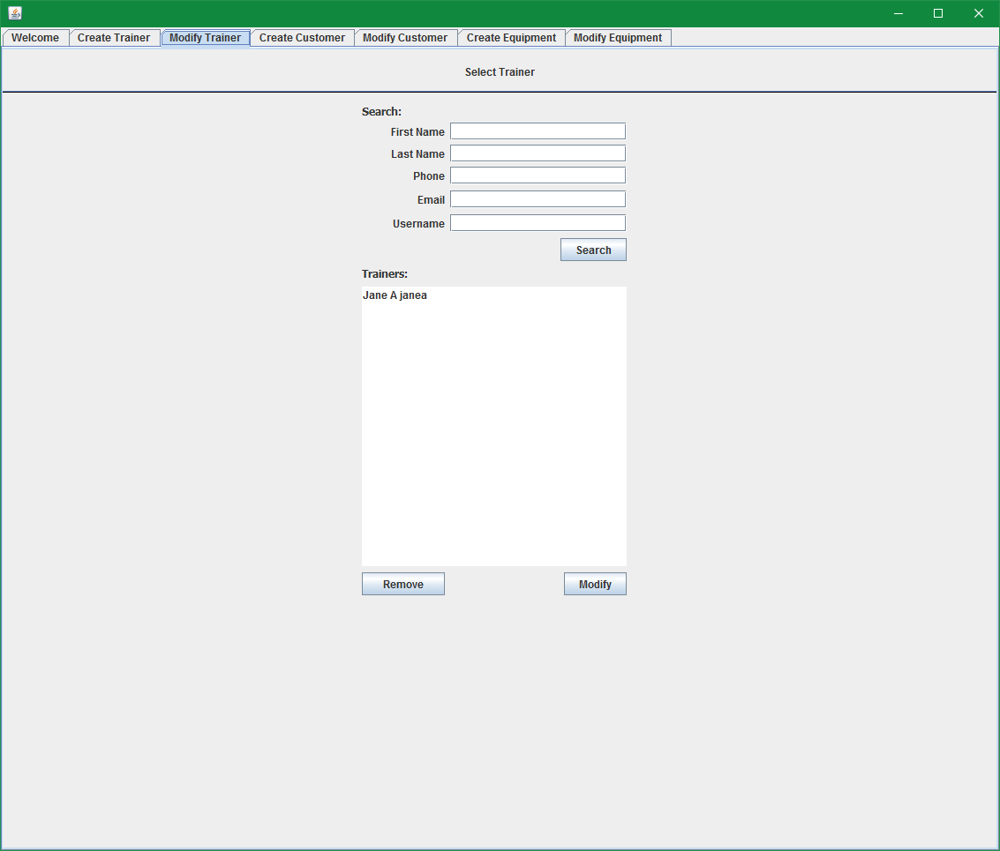 Welcome Create Trainer Modify Trainer Create Customer Modify Customer Create Equipment Modify Equipment
Select Trainer
Search:
First Name
Last Name
Phone
Email
Username
Search
Trainers:
Jane A janea
Remove Modify